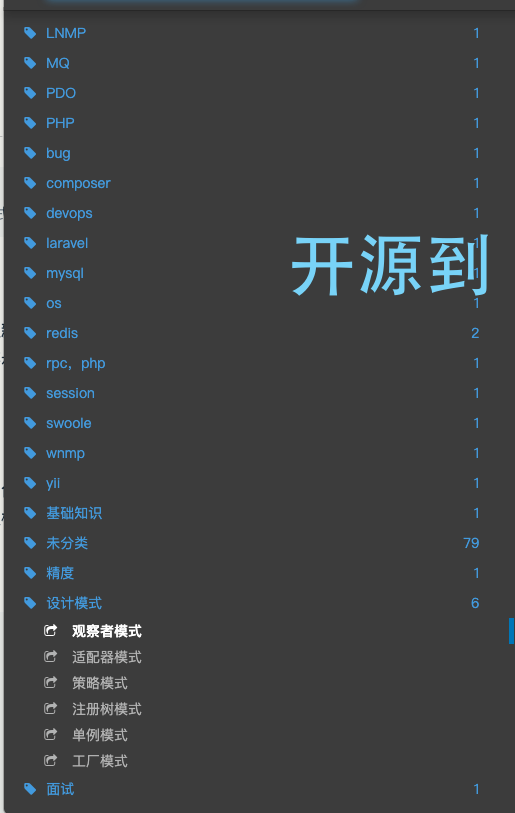 LNMP 1
MQ 1
PDO 1
PHP 1
bug 1
composer 1
devops 1
laravel 1
开源到
mysql 1
os 1
redis 2
rpc，php 1
session 1
swoole 1
wnmp 1
yii 1
基础知识 1
未分类 79
精度 1
设计模式 6
观察者模式
适配器模式
策略模式
注册树模式
单例模式
工厂模式
面试 1